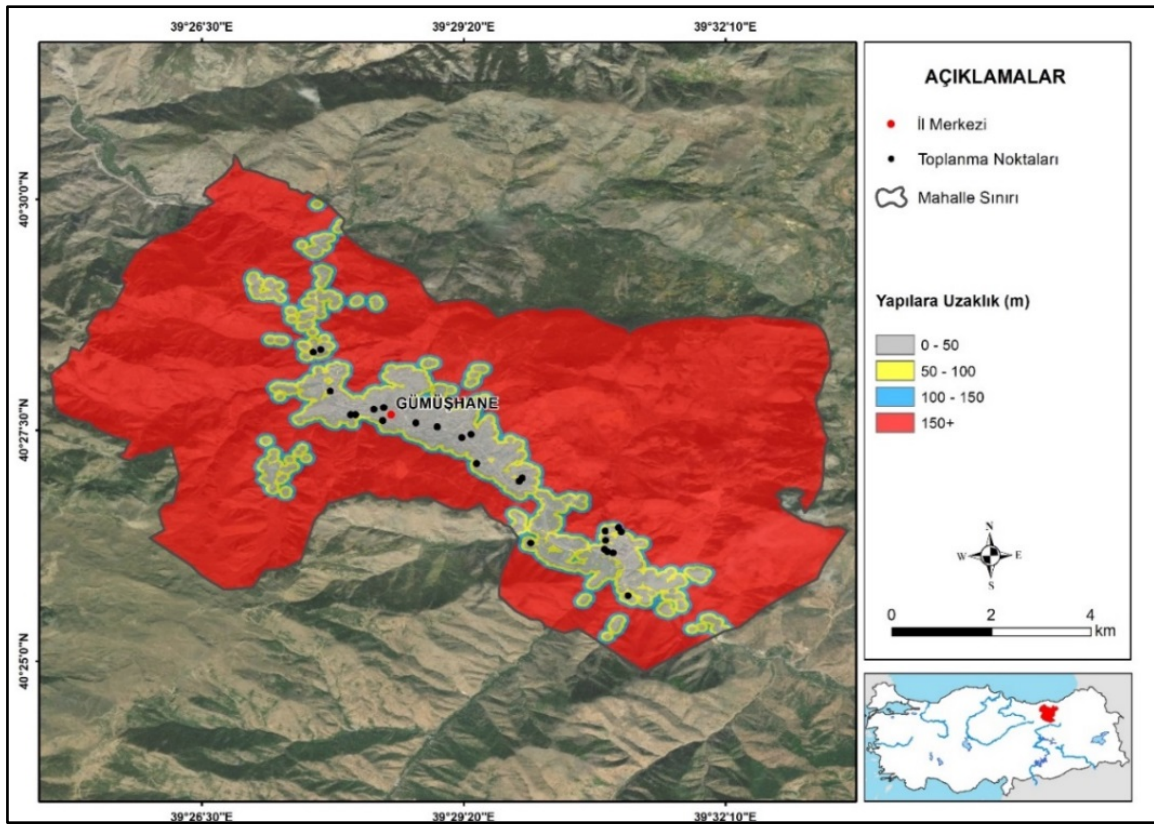 39°26'30"E
39°29'20"E
39°32'10"E
40°30'0"N
40°27'30"N
40°25'0"N
GÜMÜŞHANE
39°26'30"E
39°29'20"E
39°32'10"E
AÇIKLAMALAR
İl Merkezi
Toplanma Noktaları
Mahalle Sınırı
Yapılara Uzaklık (m)
0 - 50
50 - 100
100 - 150
150+
N
W
E
S
0
2
4
km